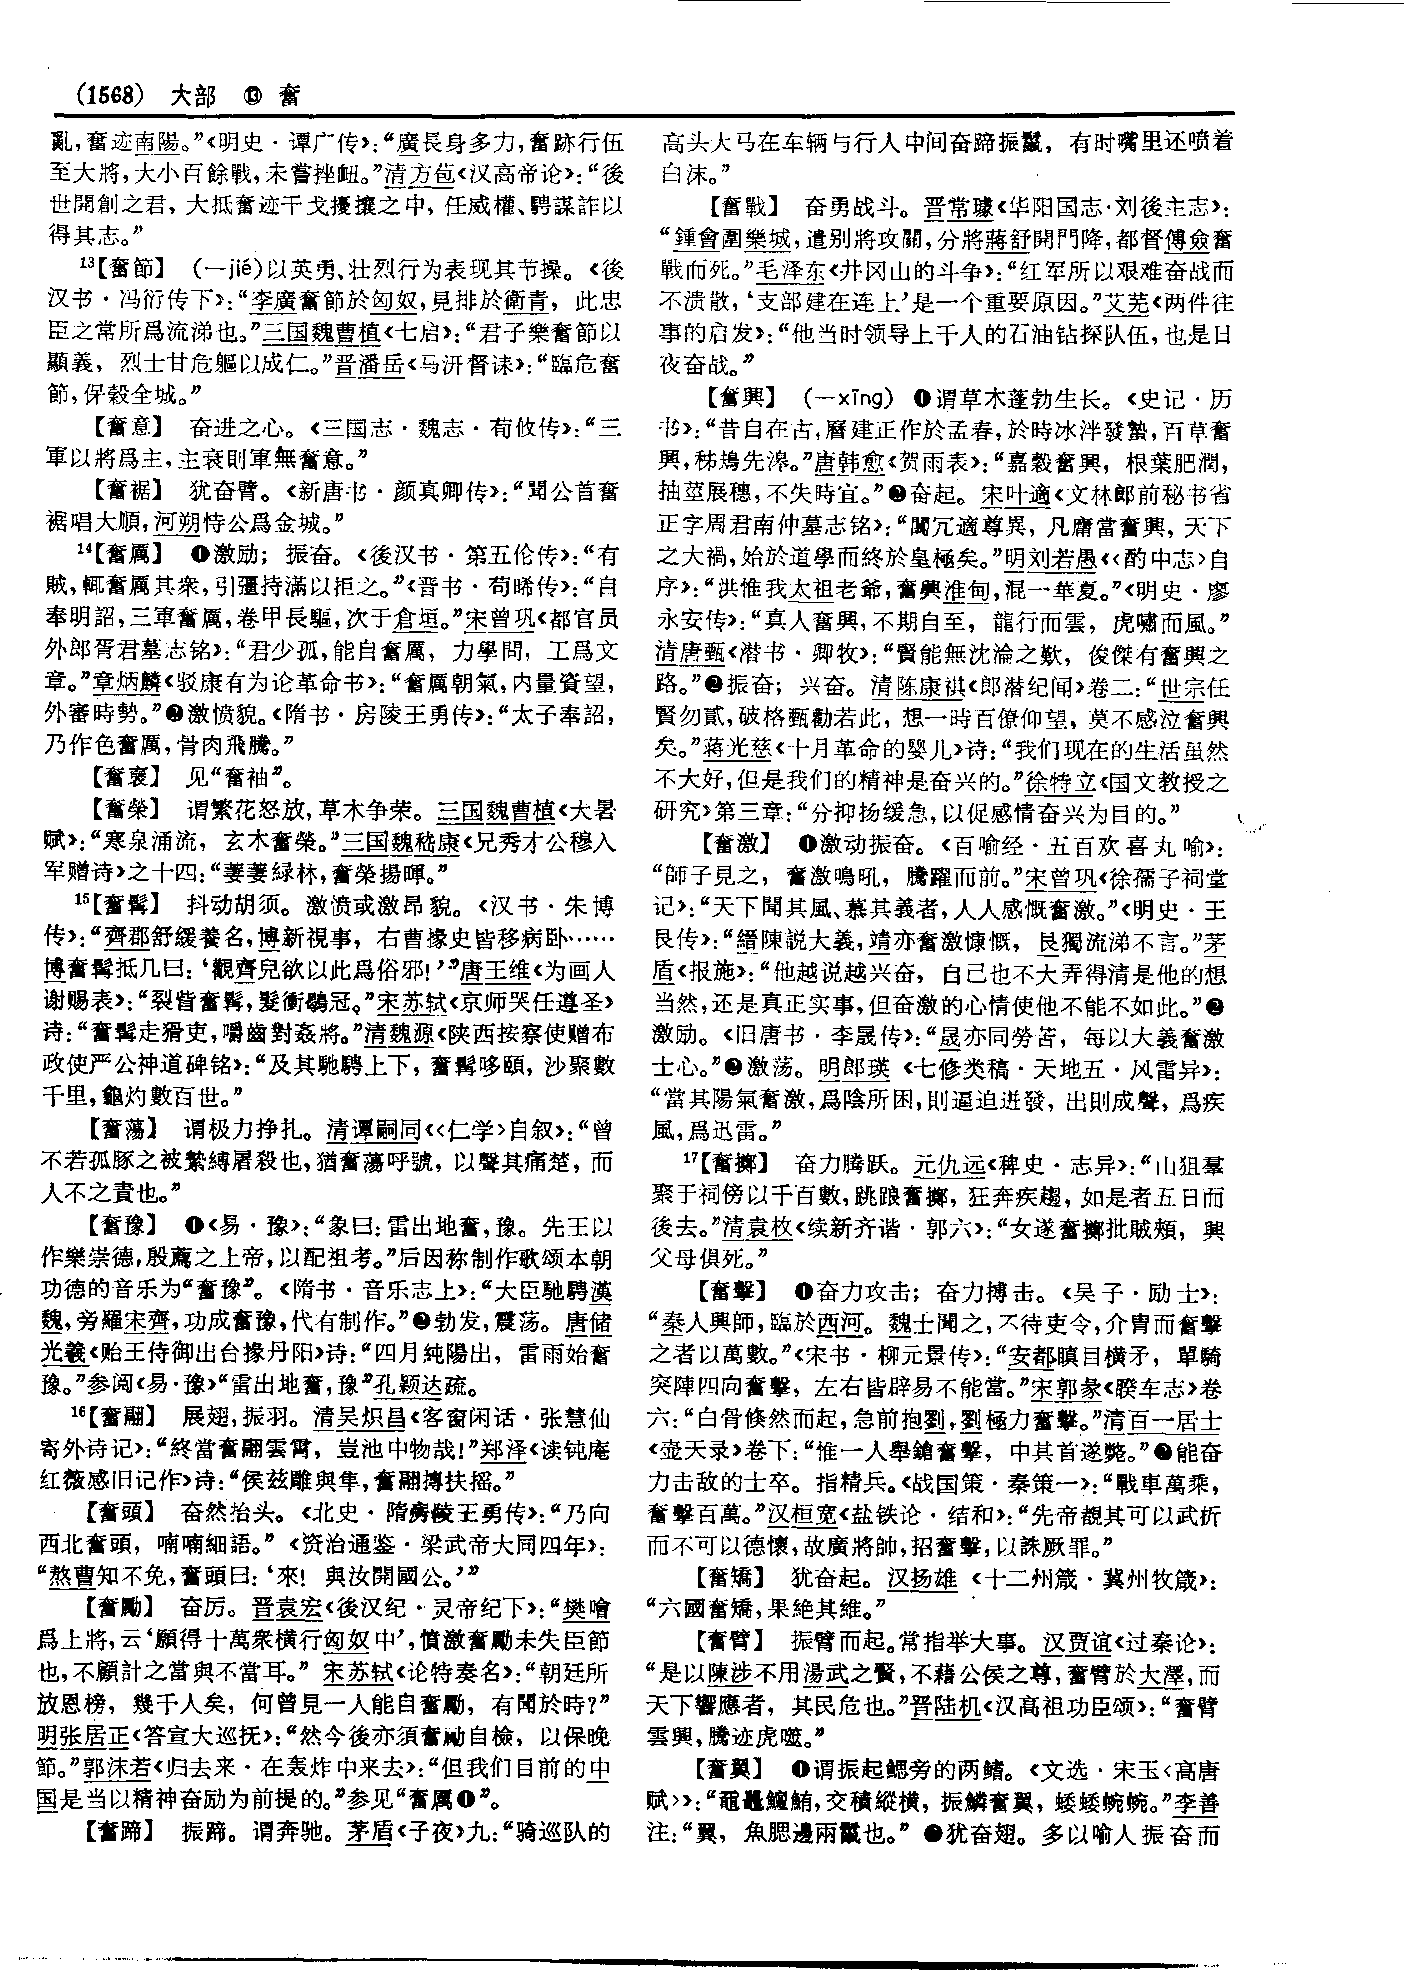 (1568) 大部 ⑬ 奮
亂，奮迹南陽。”《明史·谭广传》：“廣長身多力，奮跡行伍
至大將，大小百餘戰，未嘗挫衄。”清方苞《汉高帝论》：“後
世開創之君，大抵奮迹干戈擾攘之中，任威權、騁謀詐以
得其志。”
13【奮節】 （一jié）以英勇、壮烈行为表现其节操。《後
汉书·冯衍传下》：“李廣奮節於匈奴，見排於衛青，此忠
臣之常所爲流涕也。”三国魏曹植《七启》：“君子樂奮節以
顯義，烈士甘危軀以成仁。”晋潘岳《马汧督诔》：“臨危奮
節，保穀全城。”
【奮意】 奋进之心。《三国志·魏志·荀攸传》：“三
軍以將爲主，主衰則軍無奮意。”
【奮裾】 犹奋臂。《新唐书·颜真卿传》：“聞公首奮
裾唱大順，河朔恃公爲金城。”
14【奮厲】 ❶激励；振奋。《後汉书·第五伦传》：“有
賊，輒奮厲其衆，引彊持滿以拒之。”《晋书·苟晞传》：“自
奉明詔，三軍奮厲，卷甲長驅，次于倉垣。”宋曾巩《都官员
外郎胥君墓志铭》：“君少孤，能自奮厲，力學問，工爲文
章。”章炳麟《驳康有为论革命书》：“奮厲朝氣，内量資望，
外審時勢。”❷激愤貌。《隋书·房陵王勇传》：“太子奉詔，
乃作色奮厲，骨肉飛騰。”
【奮褎】 见“奮袖”。
【奮榮】 谓繁花怒放，草木争荣。三国魏曹植《大暑
赋》：“寒泉涌流，玄木奮榮。”三国魏嵇康《兄秀才公穆入
军赠诗》之十四：“萋萋緑林，奮榮揚暉。”
15【奮髯】 抖动胡须。激愤或激昂貌。《汉书·朱博
传》：“齊郡舒緩養名，博新視事，右曹掾史皆移病卧……
博奮髯抵几曰：‘觀齊兒欲以此爲俗邪！’”唐王维《为画人
谢赐表》：“裂眥奮髯，髮衝鶡冠。”宋苏轼《京师哭任遵圣》
诗：“奮髯走猾吏，嚼齒對姦將。”清魏源《陕西按察使赠布
政使严公神道碑铭》：“及其馳騁上下，奮髯哆頤，沙聚數
千里，龜灼數百世。”
【奮蕩】 谓极力挣扎。清谭嗣同《〈仁学〉自叙》：“曾
不若孤豚之被縶縛屠殺也，猶奮蕩呼號，以聲其痛楚，而
人不之責也。”
【奮豫】 ❶《易·豫》：“象曰：雷出地奮，豫。先王以
作樂崇德，殷薦之上帝，以配祖考。”后因称制作歌颂本朝
功德的音乐为“奮豫”。《隋书·音乐志上》：“大臣馳騁漢
魏，旁羅宋齊，功成奮豫，代有制作。”❷勃发，震荡。唐储
光羲《贻王侍御出台掾丹阳》诗：“四月純陽出，雷雨始奮
豫。”参阅《易·豫》“雷出地奮，豫”孔颖达疏。
16【奮翮】 展翅，振羽。清吴炽昌《客窗闲话·张慧仙
寄外诗记》：“終當奮翮雲霄，豈池中物哉！”郑泽《读钝庵
红薇感旧记作》诗：“侯兹雕與隼，奮翮摶扶摇。”
【奮頭】 奋然抬头。《北史·隋房陵王勇传》：“乃向
西北奮頭，喃喃細語。”《资治通鉴·梁武帝大同四年》：
“敖曹知不免，奮頭曰：‘來！與汝開國公。’”
【奮勵】 奋厉。晋袁宏《後汉纪·灵帝纪下》：“樊噲
爲上將，云‘願得十萬衆横行匈奴中’，憤激奮勵未失臣節
也，不顧計之當與不當耳。”宋苏轼《论特奏名》：“朝廷所
放恩榜，幾千人矣，何曾見一人能自奮勵，有聞於時？”
明张居正《答宣大巡抚》：“然今後亦須奮勵自檢，以保晚
節。”郭沫若《归去来·在轰炸中来去》：“但我们目前的中
国是当以精神奋励为前提的。”参见“奮厲❶”。
【奮蹄】 振蹄。谓奔驰。茅盾《子夜》九：“骑巡队的
高头大马在车辆与行人中间奋蹄振鬣，有时嘴里还喷着
白沫。”
【奮戰】 奋勇战斗。晋常璩《华阳国志·刘後主志》：
“鍾會圍樂城，遣别將攻關，分將蔣舒開門降，都督傅僉奮
戰而死。”毛泽东《井冈山的斗争》：“红军所以艰难奋战而
不溃散，‘支部建在连上’是一个重要原因。”艾芜《两件往
事的启发》：“他当时领导上千人的石油钻探队伍，也是日
夜奋战。”
【奮興】 （一xīng）❶谓草木蓬勃生长。《史记·历
书》：“昔自在古，曆建正作於孟春，於時冰泮發蟄，百草奮
興，秭鳺先滜。”唐韩愈《贺雨表》：“嘉穀奮興，根葉肥潤，
抽莖展穗，不失時宜。”❷奋起。宋叶適《文林郎前秘书省
正字周君南仲墓志铭》：“闒冗適尊異，凡庸當奮興，天下
之大禍，始於道學而終於皇極矣。”明刘若愚《〈酌中志〉自
序》：“洪惟我太祖老爺，奮興淮甸，混一華夏。”《明史·廖
永安传》：“真人奮興，不期自至，龍行而雲，虎嘯而風。”
清唐甄《潜书·卿牧》：“賢能無沈淪之歎，俊傑有奮興之
路。”❸振奋；兴奋。清陈康祺《郎潜纪闻》卷二：“世宗任
賢勿貳，破格甄勸若此，想一時百僚仰望，莫不感泣奮興
矣。”蒋光慈《十月革命的婴儿》诗：“我们现在的生活虽然
不大好，但是我们的精神是奋兴的。”徐特立《国文教授之
研究》第三章：“分抑扬缓急，以促感情奋兴为目的。”
【奮激】 ❶激动振奋。《百喻经·五百欢喜丸喻》：
“師子見之，奮激鳴吼，騰躍而前。”宋曾巩《徐孺子祠堂
记》：“天下聞其風、慕其義者，人人感慨奮激。”《明史·王
艮传》：“縉陳説大義，靖亦奮激慷慨，艮獨流涕不言。”茅
盾《报施》：“他越说越兴奋，自己也不大弄得清是他的想
当然，还是真正实事，但奋激的心情使他不能不如此。”❷
激励。《旧唐书·李晟传》：“晟亦同勞苦，每以大義奮激
士心。”❸激荡。明郎瑛《七修类稿·天地五·风雷异》：
“當其陽氣奮激，爲陰所困，則逼迫迸發，出則成聲，爲疾
風，爲迅雷。”
17【奮擲】 奋力腾跃。元仇远《稗史·志异》：“山狙羣
聚于祠傍以千百數，跳踉奮擲，狂奔疾趨，如是者五日而
後去。”清袁枚《续新齐谐·郭六》：“女遂奮擲批賊頰，與
父母俱死。”
【奮擊】 ❶奋力攻击；奋力搏击。《吴子·励士》：
“秦人興師，臨於西河。魏士聞之，不待吏令，介胄而奮擊
之者以萬數。”《宋书·柳元景传》：“安都瞋目横矛，單騎
突陣四向奮擊，左右皆辟易不能當。”宋郭彖《睽车志》卷
六：“白骨倏然而起，急前抱劉，劉極力奮擊。”清百一居士
《壶天录》卷下：“惟一人舉鎗奮擊，中其首遂斃。”❷能奋
力击敌的士卒。指精兵。《战国策·秦策一》：“戰車萬乘，
奮擊百萬。”汉桓宽《盐铁论·结和》：“先帝覩其可以武折
而不可以德懷，故廣將帥，招奮擊，以誅厥罪。”
【奮矯】 犹奋起。汉扬雄《十二州箴·冀州牧箴》：
“六國奮矯，果絶其維。”
【奮臂】 振臂而起。常指举大事。汉贾谊《过秦论》：
“是以陳涉不用湯武之賢，不藉公侯之尊，奮臂於大澤，而
天下響應者，其民危也。”晋陆机《汉高祖功臣颂》：“奮臂
雲興，騰迹虎噬。”
【奮翼】 ❶谓振起鳃旁的两鳍。《文选·宋玉〈高唐
赋〉》：“黿鼉鱣鮪，交積縱横，振鱗奮翼，蜲蜲蜿蜿。”李善
注：“翼，魚腮邊兩鬣也。”❷犹奋翅。多以喻人振奋而